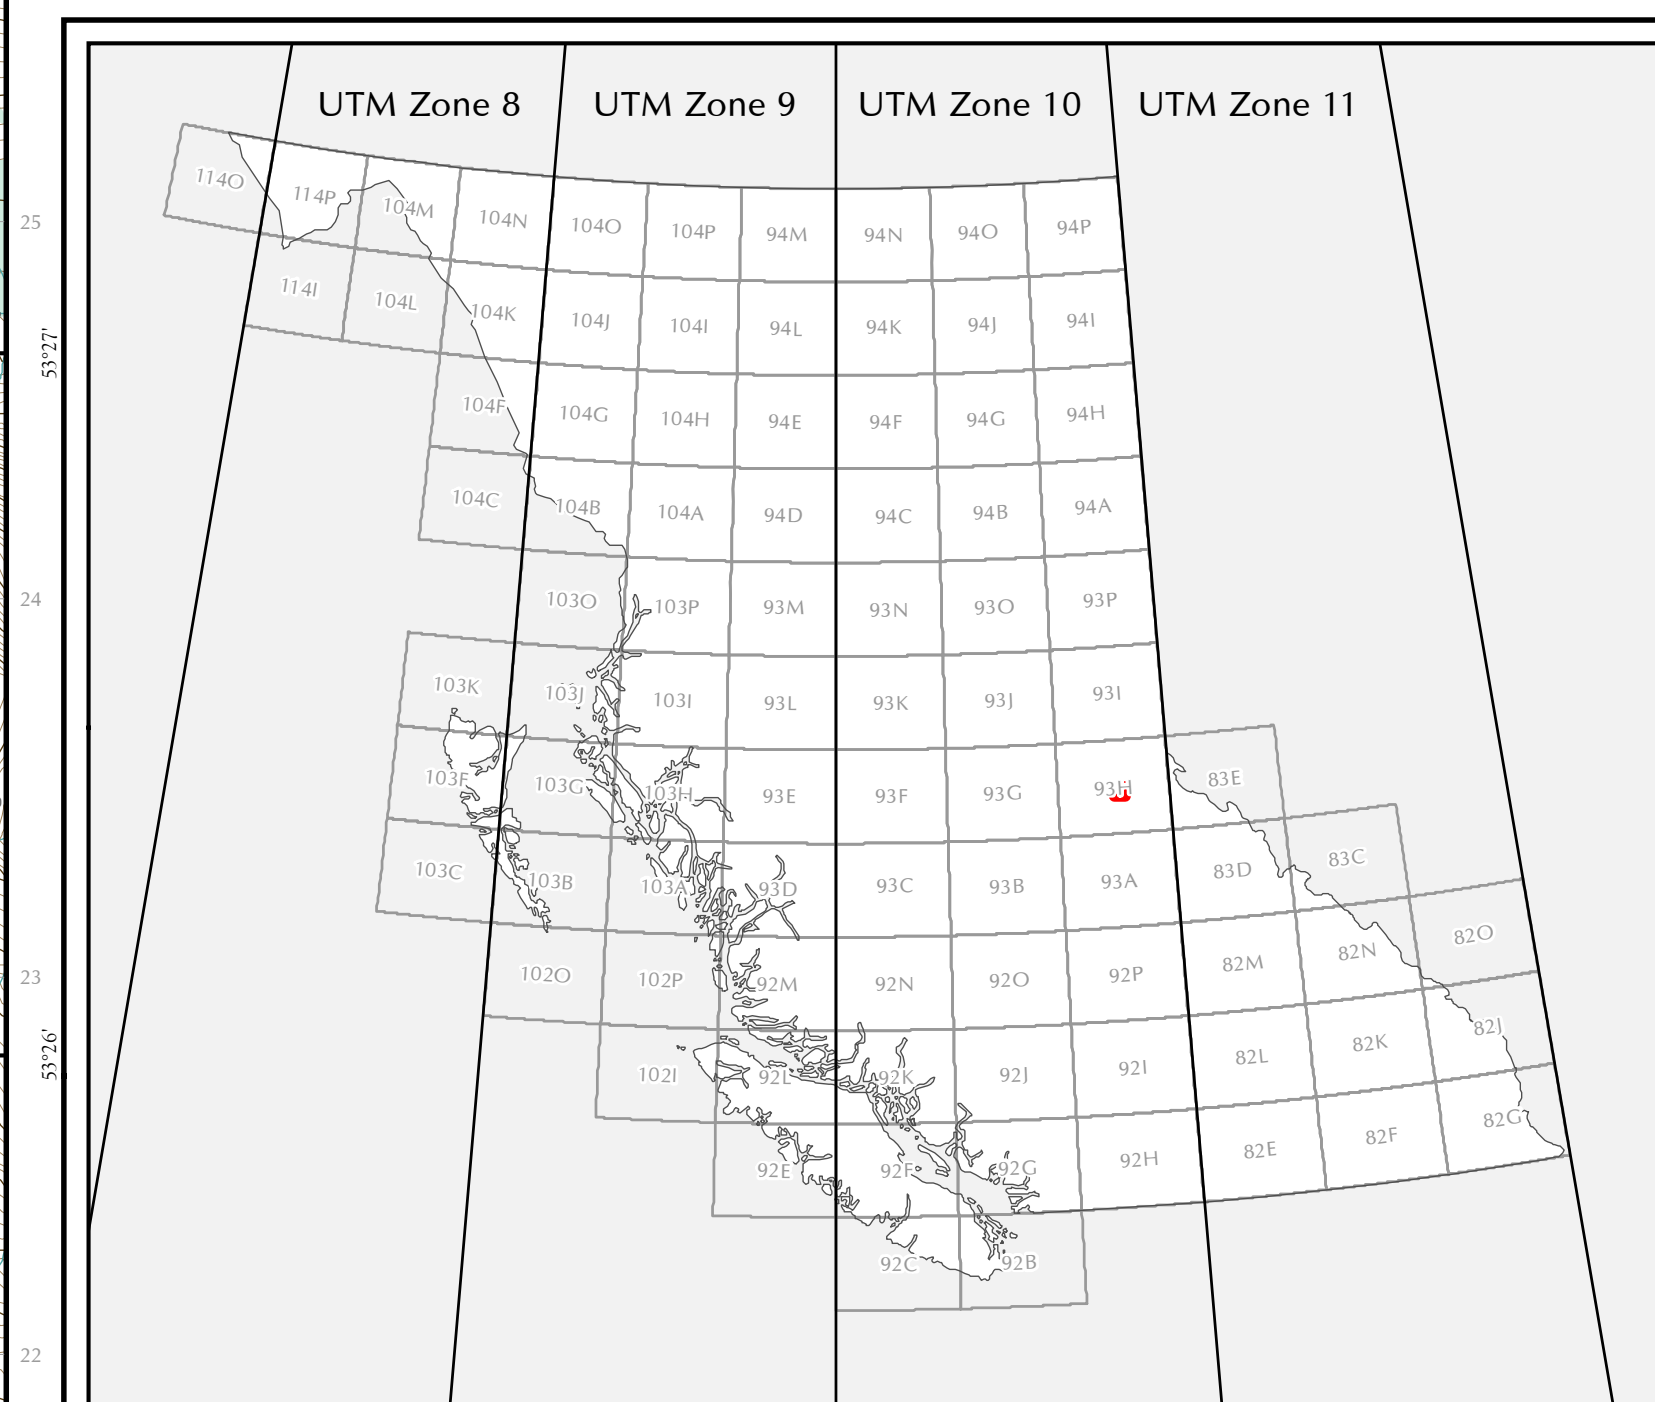 UTM Zone 8 UTM Zone 9 UTM Zone 10 UTM Zone 11
114O 114P 104M 104N 104O 104P 94M 94N 94O 94P
25
114I 104L 104K 104J 104I 94L 94K 94J 94I
53°27'
104F 104G 104H 94E 94F 94G 94H
104C 104B 104A 94D 94C 94B 94A
24
103O 103P 93M 93N 93O 93P
103K 103J 103I 93L 93K 93J 93I
103F 103G 103H 93E 93F 93G 93H 83E
103C 103B 103A 93D 93C 93B 93A 83D 83C
23
102O 102P 92M 92N 92O 92P 82M 82N 82O
53°26'
102I 92L 92K 92J 92I 82L 82K 82J
92E 92F 92G 92H 82E 82F 82G
92C 92B
22